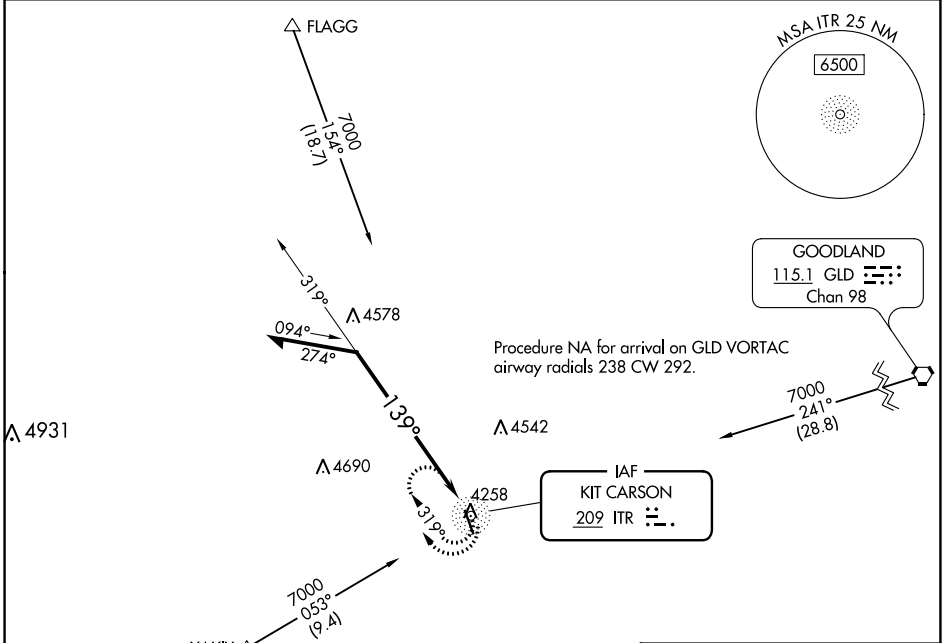 FLAGG
MSA ITR 25 NM
6500
7000
154°
(18.7)
GOODLAND
115.1 GLD
Chan 98
319°
4578
094°
274°
Procedure NA for arrival on GLD VORTAC
airway radials 238 CW 292.
7000
241°
(28.8)
139°
4931
4542
4690
IAF
KIT CARSON
209 ITR
4258
319°
7000
053°
(9.4)